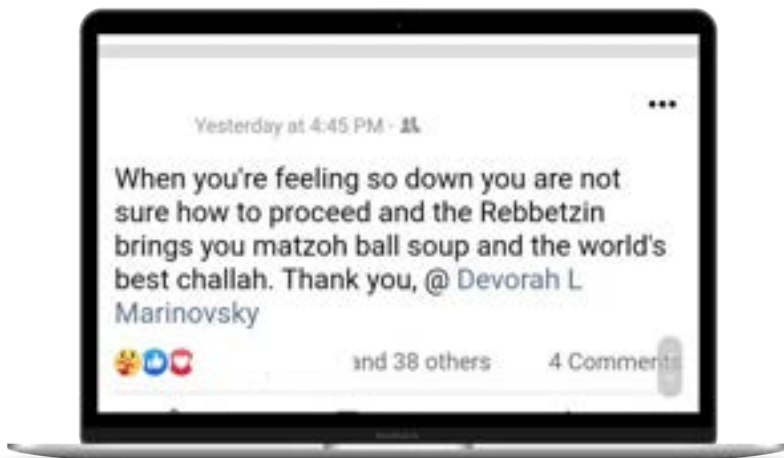 Yesterday at 4:45 PM ·
When you're feeling so down you are not
sure how to proceed and the Rebbetzin
brings you matzoh ball soup and the world's
best challah. Thank you, @ Devorah L
Marinovsky
and 38 others 4 Comments